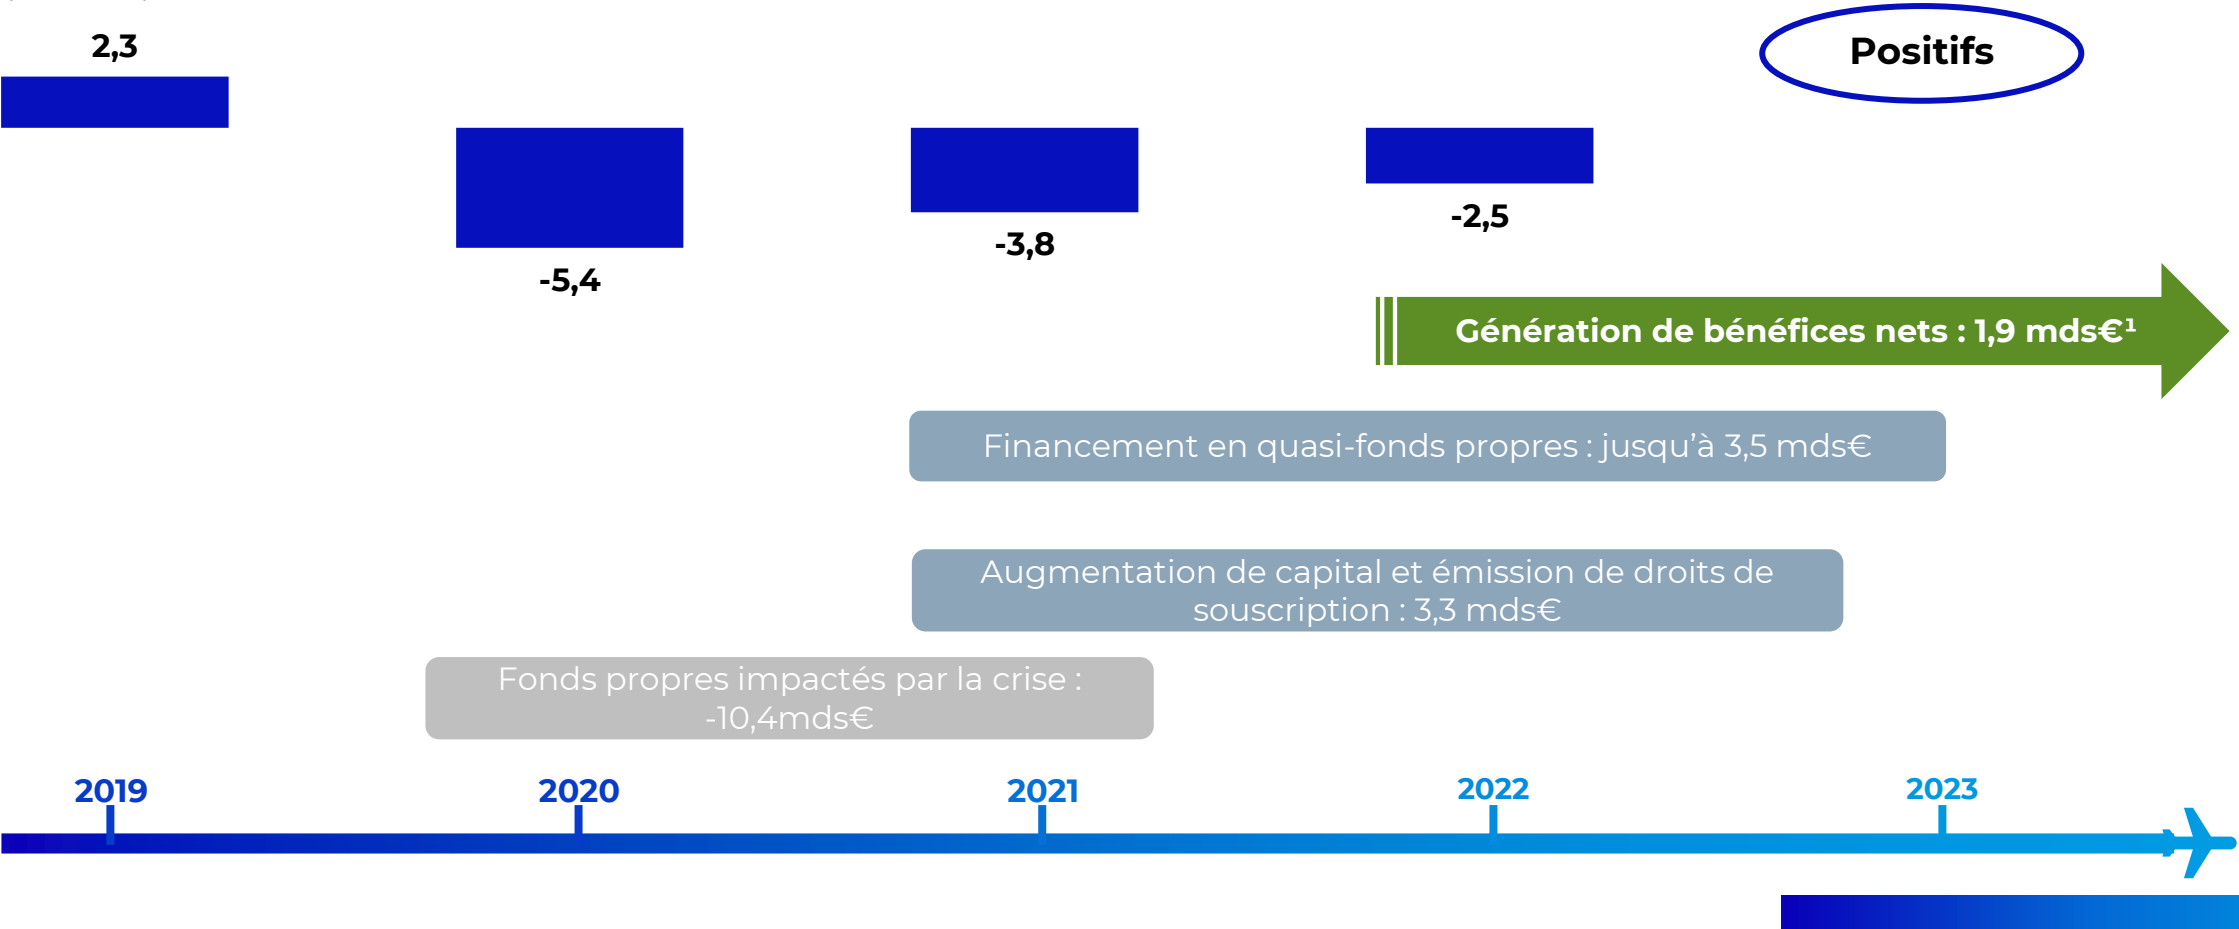 2,3
Positifs
-2,5
-3,8
-5,4
Génération de bénéfices nets : 1,9 mds€¹
Financement en quasi-fonds propres : jusqu’à 3,5 mds€
Augmentation de capital et émission de droits de
souscription : 3,3 mds€
Fonds propres impactés par la crise :
-10,4mds€
2019
2020
2021
2022
2023